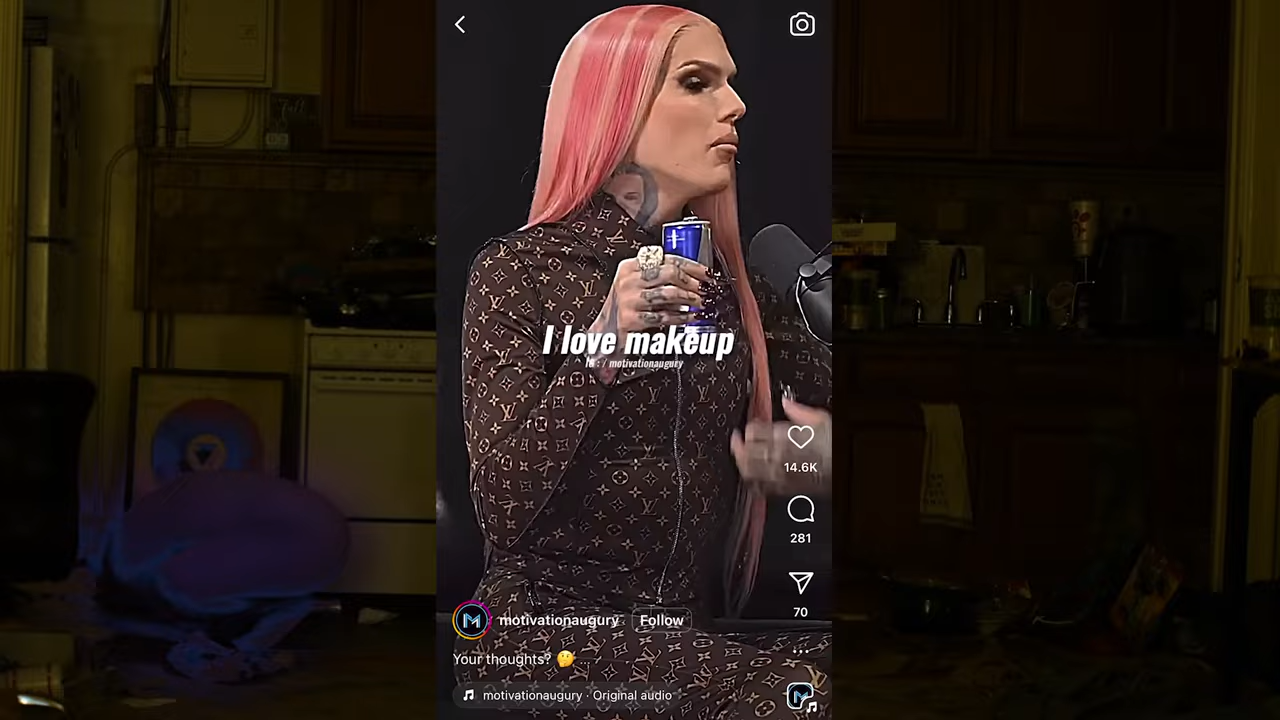 I love makeup
IG : / motivationaugury
14.6K
281
70
motivationaugury
Follow
Your thoughts? 🤔 ...
motivationaugury · Original audio